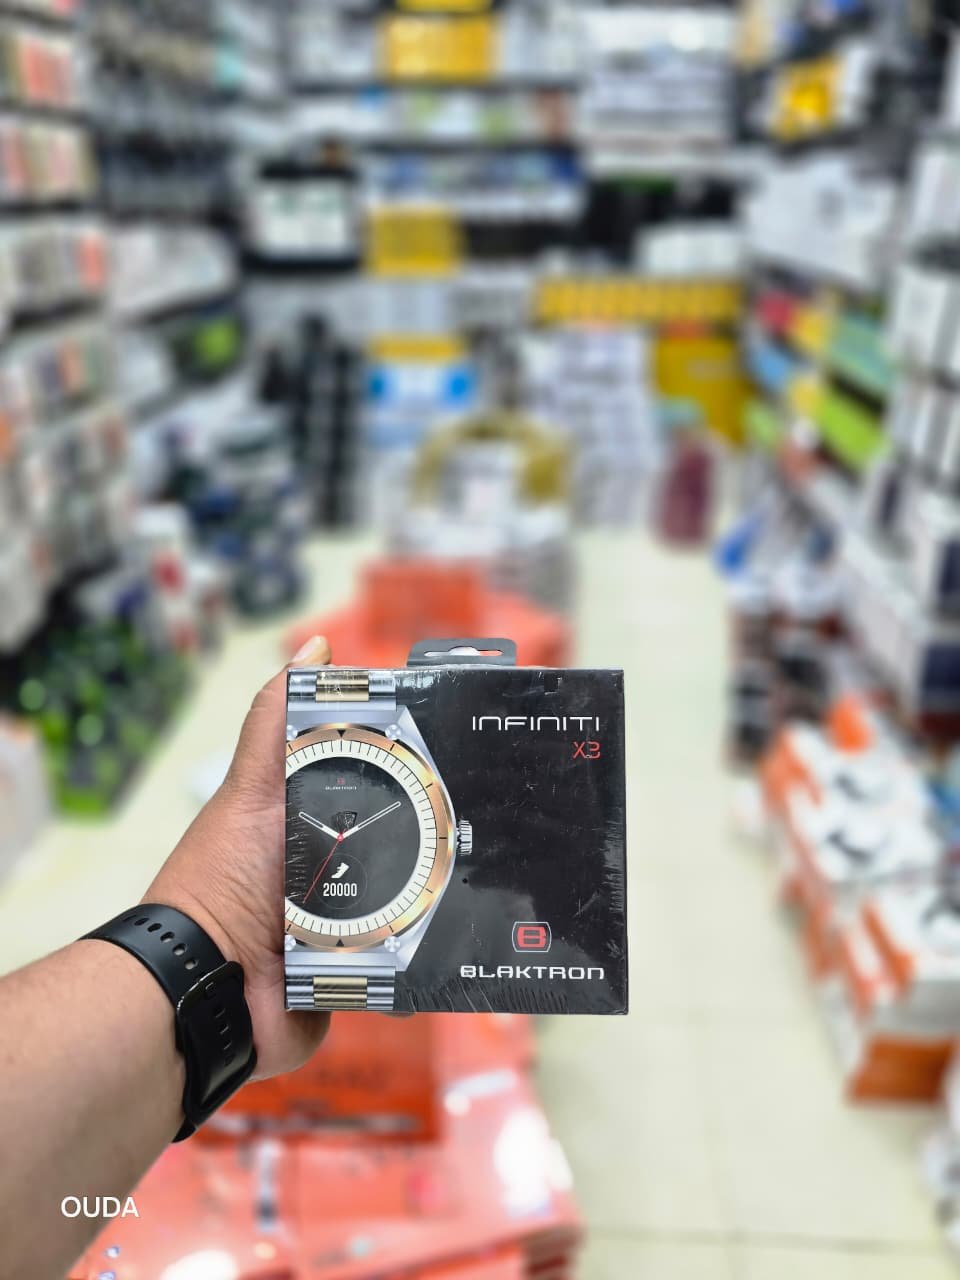 INFINITI
X3
BLAKTRON
20000
BLAKTRON
OUDA